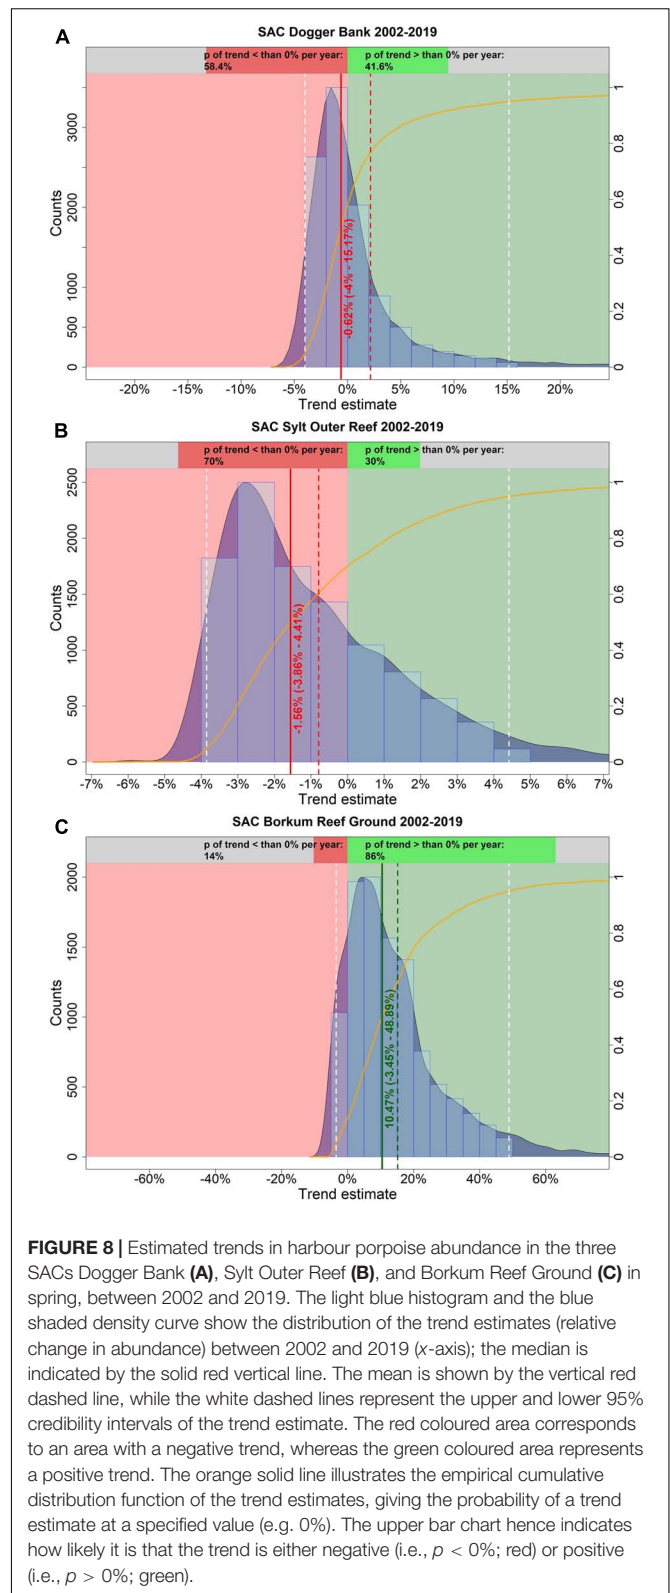 A
SAC Dogger Bank 2002-2019
p of trend < than 0% per year: p of trend > than 0% per year:
58.4% 41.6%
Counts
3000
2000
1000
500
0
1
0.8
0.6
0.4
0.2
0
-0.62% (-4% - 15.17%)
-20% -10% -5% 0% 5% 10% 20%
Trend estimate
B
SAC Sylt Outer Reef 2002-2019
p of trend < than 0% per year: p of trend > than 0% per year:
70% 30%
Counts
2500
2000
1500
1000
500
0
1
0.8
0.6
0.4
0.2
0
-1.56% (-3.86% - 4.41%)
-7% -6% -5% -4% -3% -2% -1% 0% 1% 2% 3% 4% 5% 6% 7%
Trend estimate
C
SAC Borkum Reef Ground 2002-2019
p of trend < than 0% per year: p of trend > than 0% per year:
14% 86%
Counts
2000
1500
1000
500
0
1
0.8
0.6
0.4
0.2
0
10.47% (-3.45% - 48.89%)
-60% -40% -20% 0% 20% 40% 60%
Trend estimate
FIGURE 8 | Estimated trends in harbour porpoise abundance in the three
SACs Dogger Bank (A), Sylt Outer Reef (B), and Borkum Reef Ground (C) in
spring, between 2002 and 2019. The light blue histogram and the blue
shaded density curve show the distribution of the trend estimates (relative
change in abundance) between 2002 and 2019 (x-axis); the median is
indicated by the solid red vertical line. The mean is shown by the vertical red
dashed line, while the white dashed lines represent the upper and lower 95%
credibility intervals of the trend estimate. The red coloured area corresponds
to an area with a negative trend, whereas the green coloured area represents
a positive trend. The orange solid line illustrates the empirical cumulative
distribution function of the trend estimates, giving the probability of a trend
estimate at a specified value (e.g. 0%). The upper bar chart hence indicates
how likely it is that the trend is either negative (i.e., p < 0%; red) or positive
(i.e., p > 0%; green).